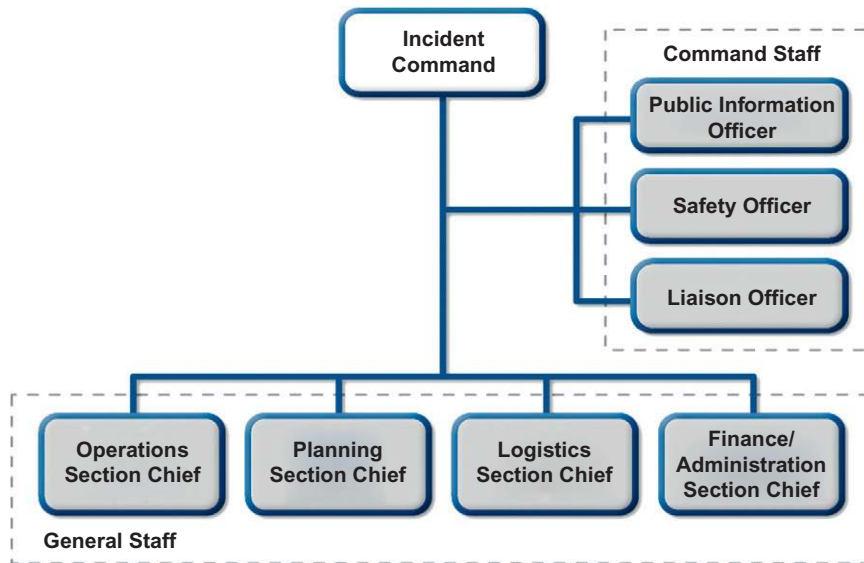 Incident
Command
Command Staff
Public Information
Officer
Safety Officer
Liaison Officer
Operations
Section Chief
Planning
Section Chief
Logistics
Section Chief
Finance/
Administration
Section Chief
General Staff